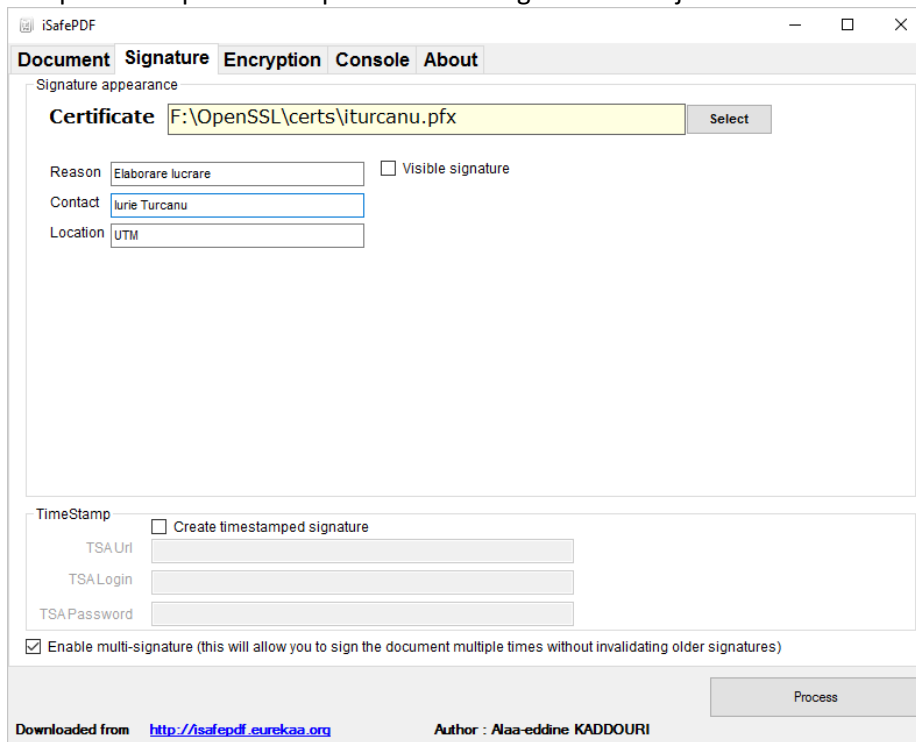 iSafePDF
Document Signature Encryption Console About
Signature appearance
Certificate F:\OpenSSL\certs\iturcanu.pfx Select
Reason Elaborare lucrare Visible signature
Contact Iurie Turcanu
Location UTM
TimeStamp
Create timestamped signature
TSA Url
TSA Login
TSA Password
Enable multi-signature (this will allow you to sign the document multiple times without invalidating older signatures)
Process
Downloaded from http://isafepdf.eurekaa.org Author : Alaa-eddine KADDOURI